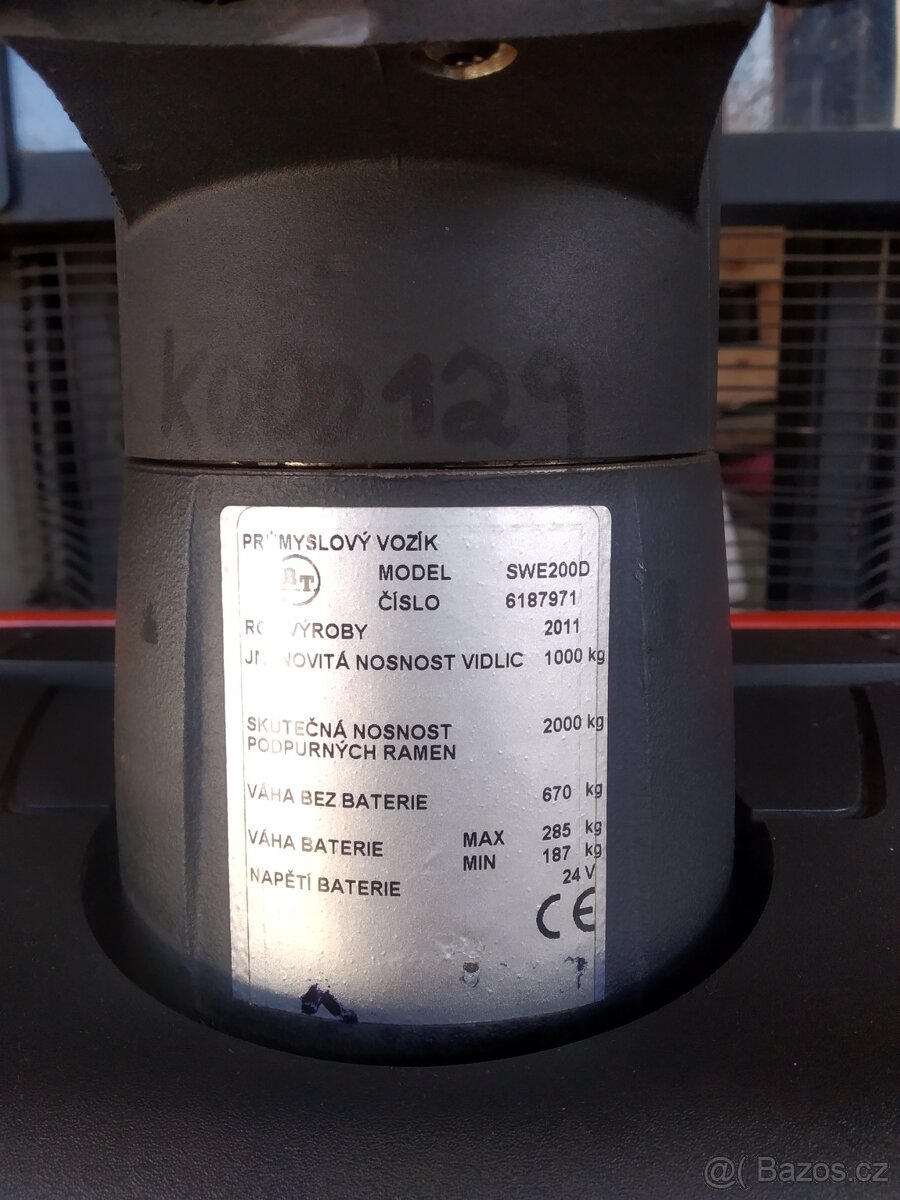 K000129
PRŮMYSLOVÝ VOZÍK
BT
MODEL SWE200D
ČÍSLO 6187971
ROK VÝROBY 2011
JMENOVITÁ NOSNOST VIDLIC 1000 kg
SKUTEČNÁ NOSNOST 2000 kg
PODPURNÝCH RAMEN
VÁHA BEZ BATERIE 670 kg
VÁHA BATERIE MAX 285 kg
MIN 187 kg
NAPĚTÍ BATERIE 24 V
CE
@( Bazos.cz